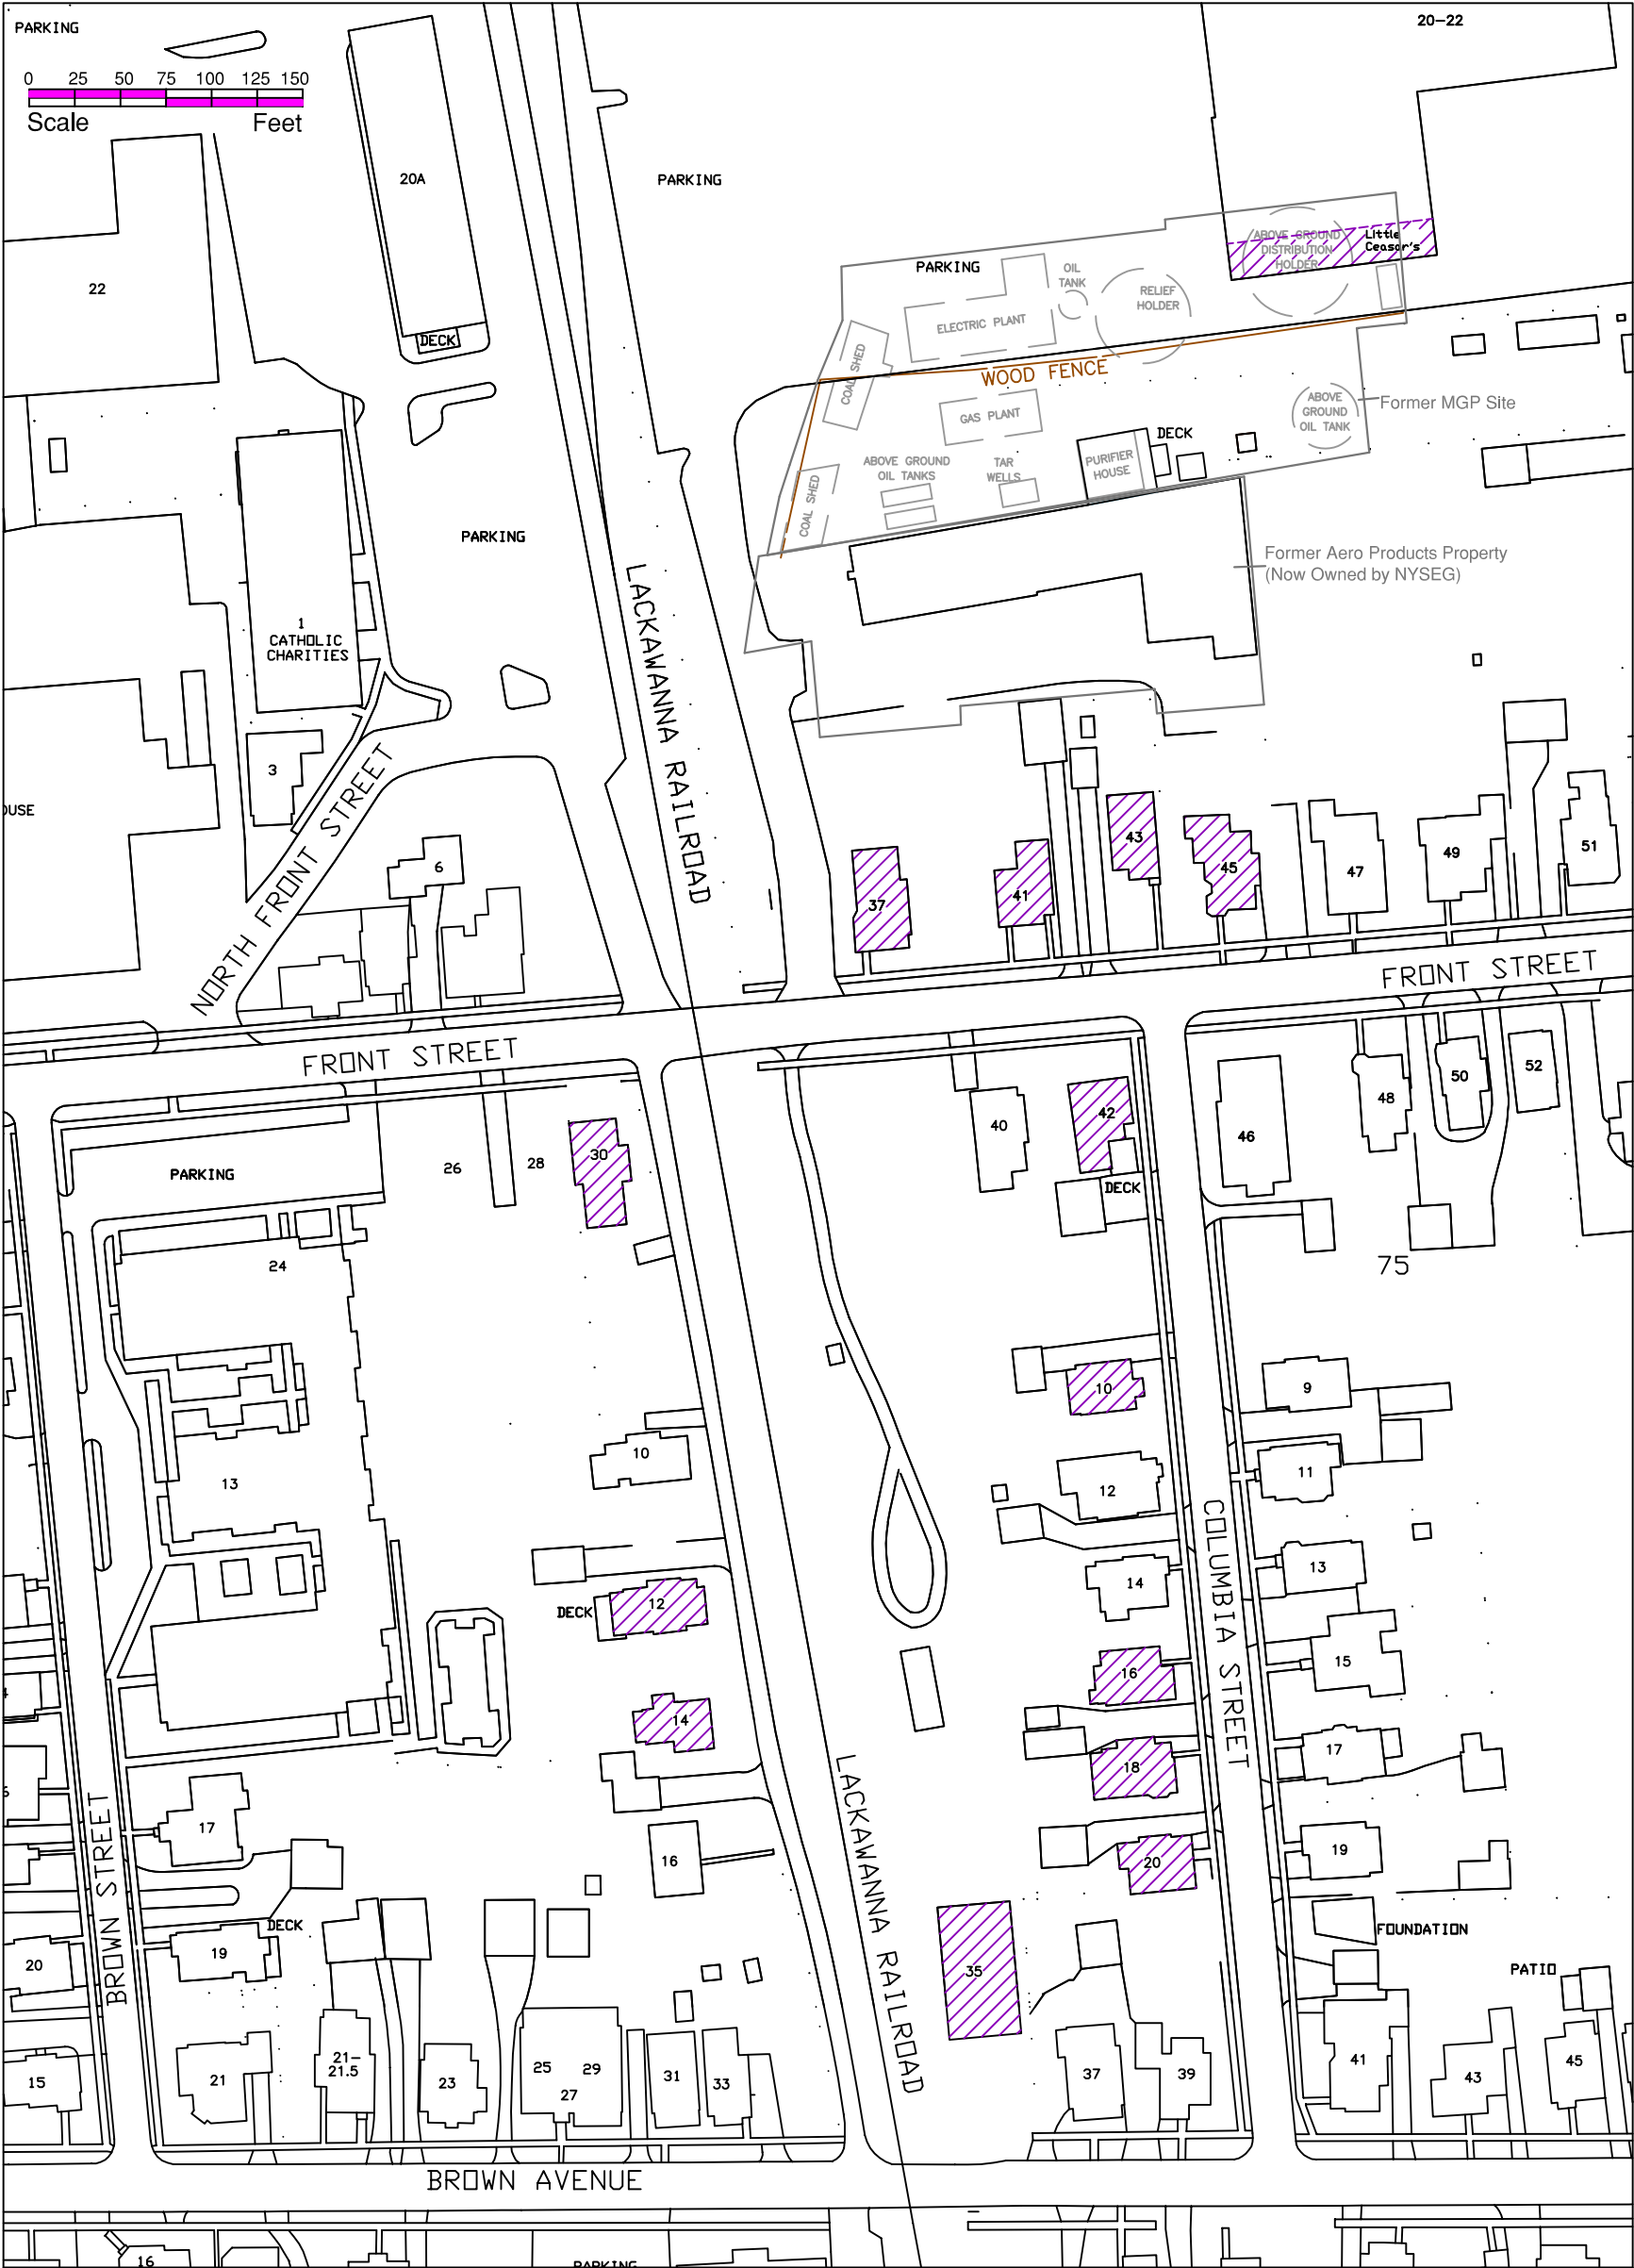 PARKING
20-22
0 25 50 75 100 125 150
Scale Feet
20A
PARKING
ABOVE GROUND
DISTRIBUTION
HOLDER
Little
Ceasar's
PARKING
OIL
TANK
RELIEF
HOLDER
22
ELECTRIC PLANT
DECK
COAL SHED
WOOD FENCE
GAS PLANT
ABOVE
GROUND
OIL TANK
Former MGP Site
DECK
PURIFIER
HOUSE
ABOVE GROUND
OIL TANKS
TAR
WELLS
COAL SHED
PARKING
Former Aero Products Property
(Now Owned by NYSEG)
1
CATHOLIC
CHARITIES
LACKAWANNA RAILROAD
3
NORTH FRONT STREET
6
37
41
43
45
47
49
51
FRONT STREET
FRONT STREET
PARKING
26
28
30
40
42
DECK
46
48
50
52
75
24
13
10
10
9
12
11
14
13
DECK
12
16
15
14
18
17
COLUMBIA STREET
17
16
20
19
LACKAWANNA RAILROAD
BROWN STREET
DECK
19
20
35
FOUNDATION
PATIO
15
21
21-
21.5
23
25
27
29
31
33
37
39
41
43
45
BROWN AVENUE
16
PARKING